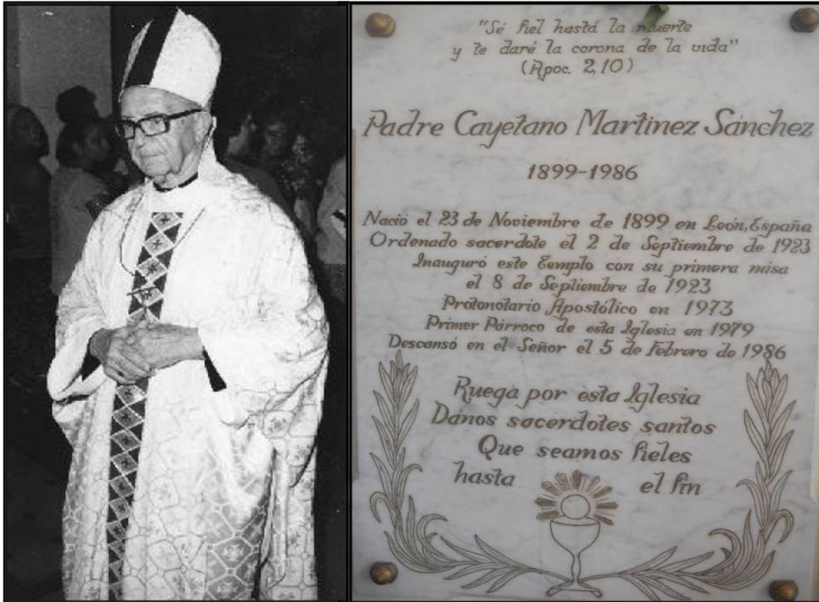 "Sé fiel hasta la muerte
y te daré la corona de la vida"
(Apoc. 2,10)
Padre Cayetano Martinez Sánchez
1899-1986
Nació el 23 de Noviembre de 1899 en León, España
Ordenado sacerdote el 2 de Septiembre de 1923
Inauguró este Templo con su primera misa
el 8 de Septiembre de 1923
Protonotario Apostólico en 1973
Primer Párroco de esta Iglesia en 1979
Descansó en el Señor el 5 de Febrero de 1986
Ruega por esta Iglesia
Danos sacerdotes santos
Que seamos fieles
hasta el fin